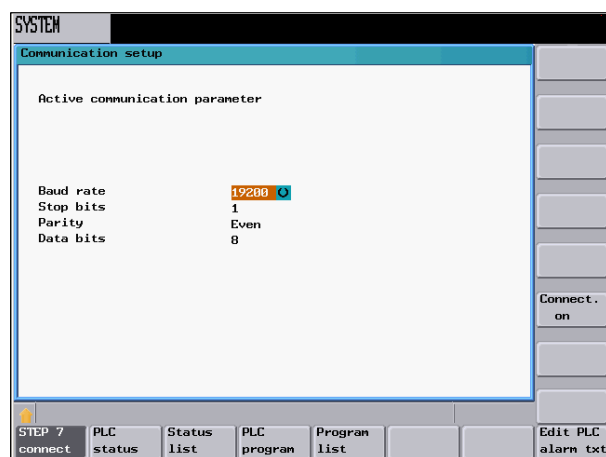 SYSTEM
Communication setup
Active communication parameter
Baud rate 19200
Stop bits 1
Parity Even
Data bits 8
Connect.
on
STEP 7 PLC Status PLC Program Edit PLC
connect status list program list alarm txt